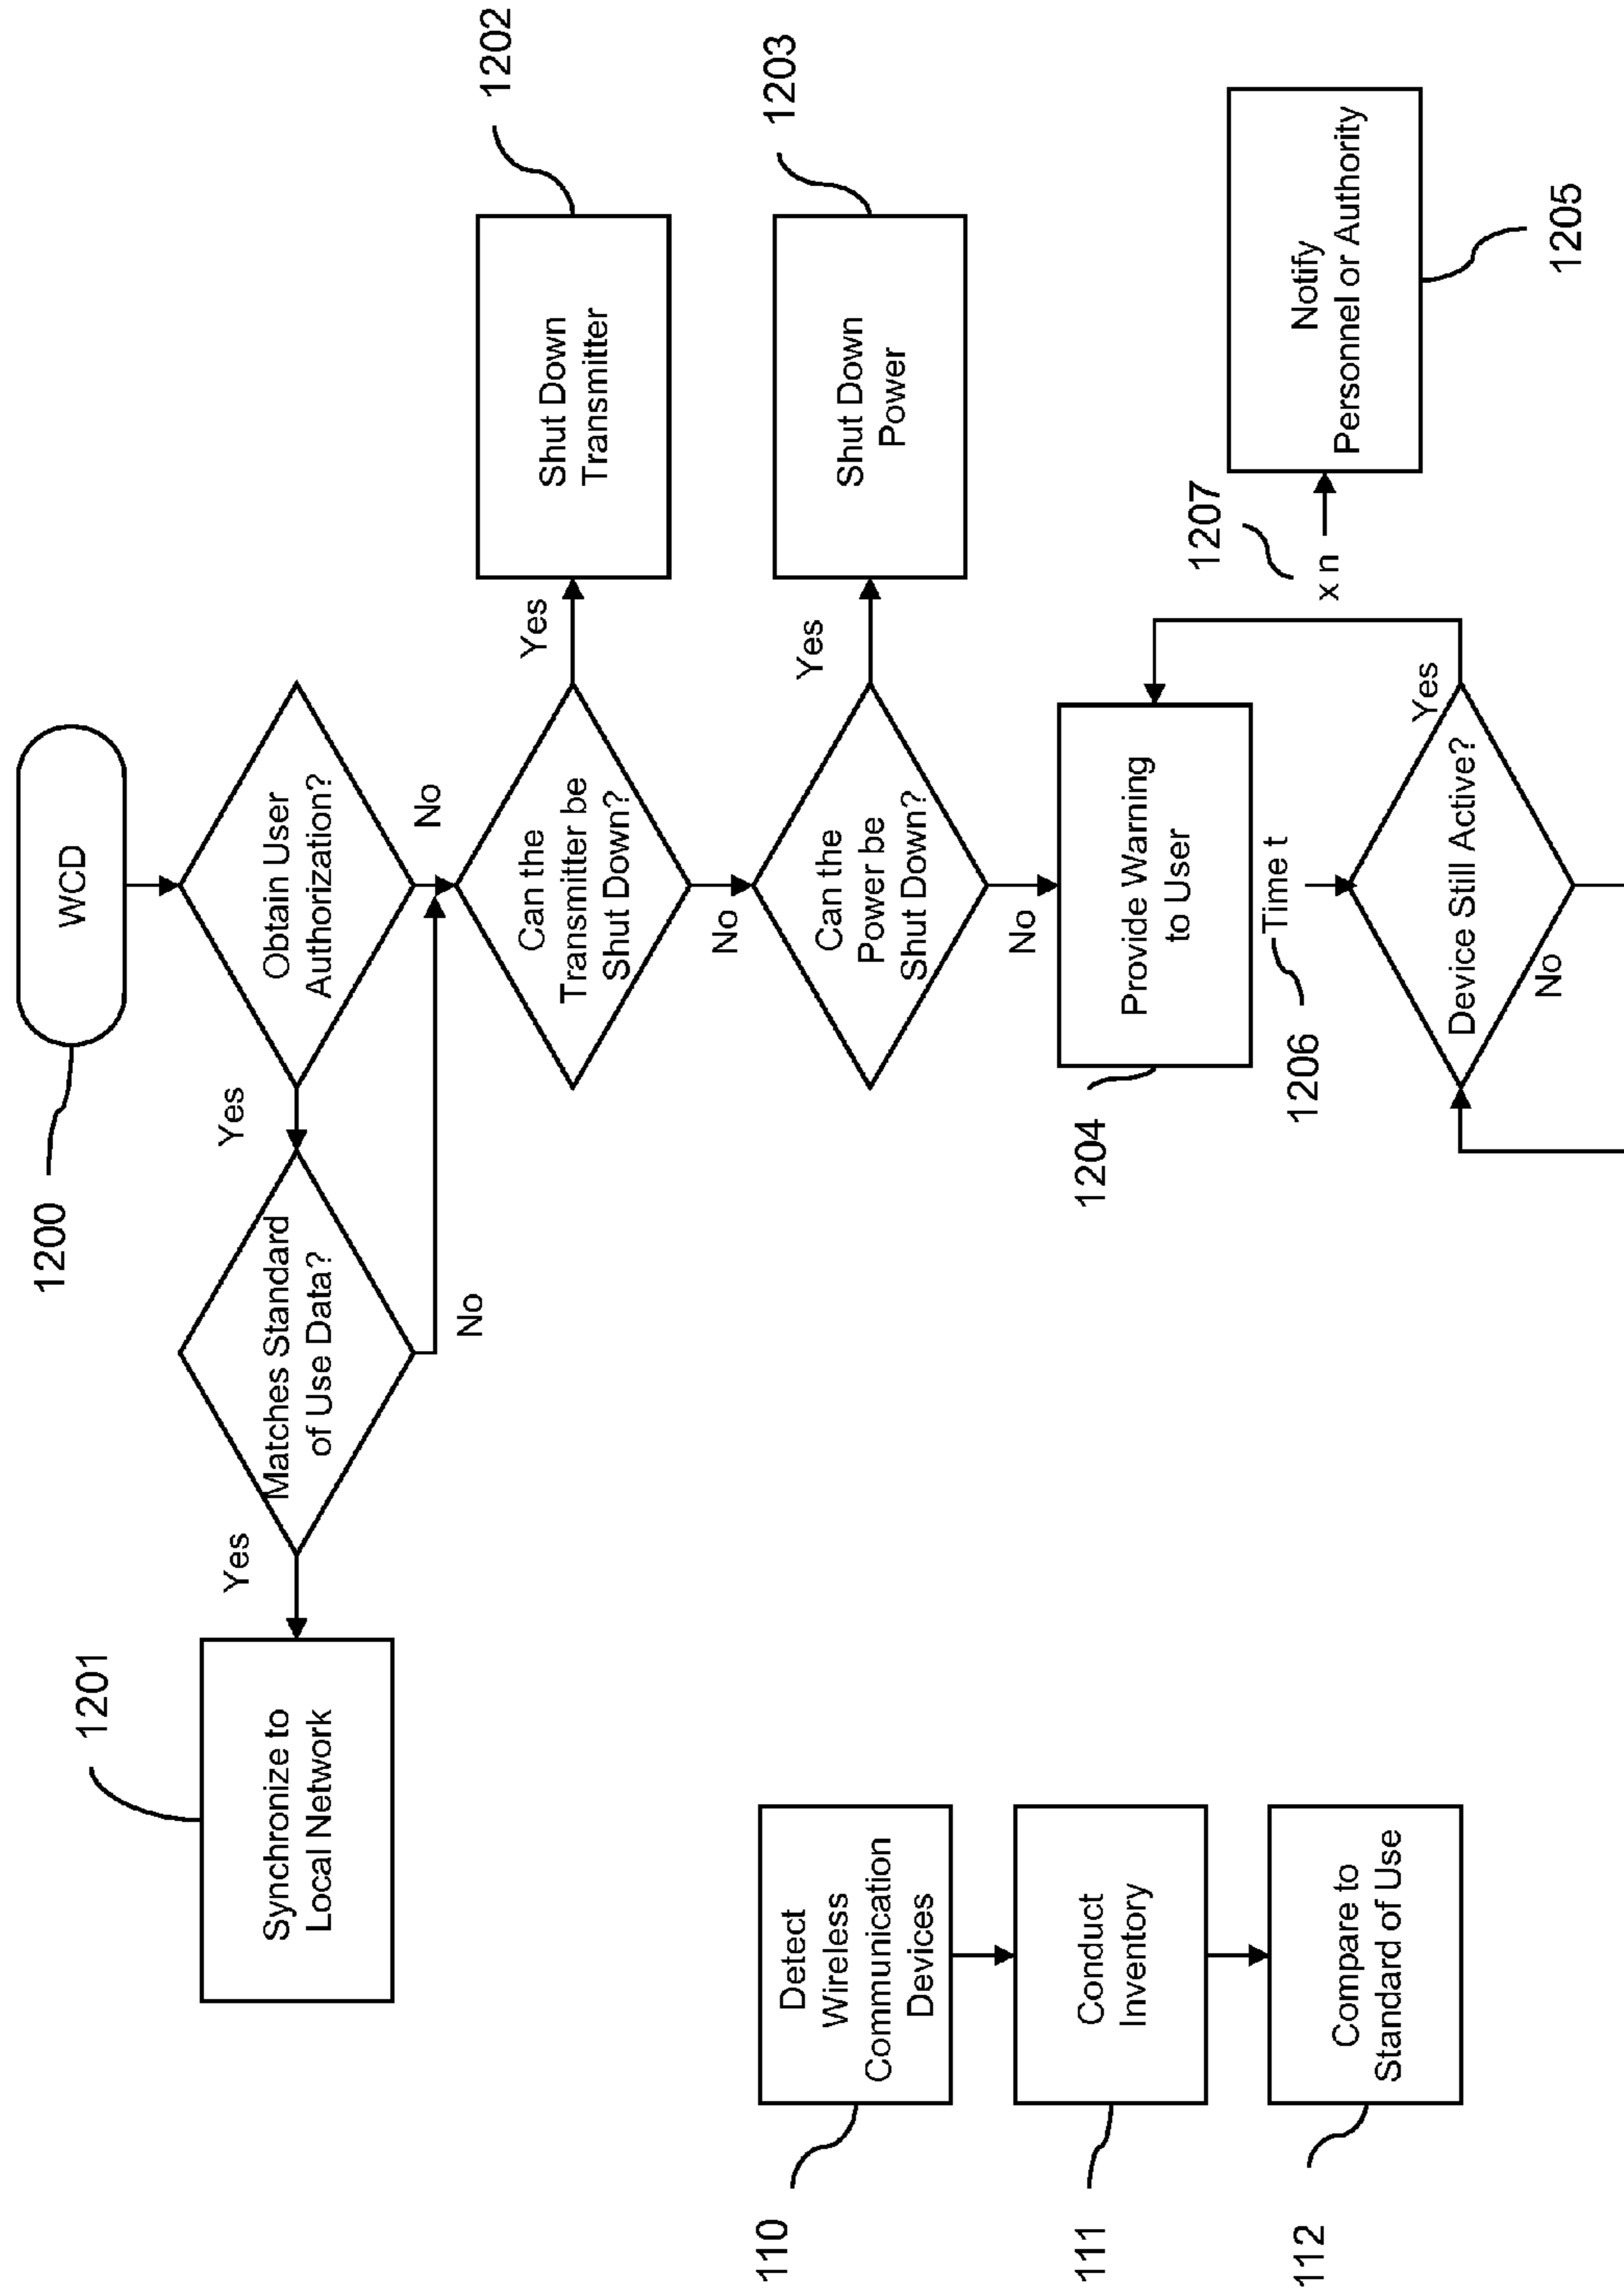 1200
WCD
Obtain User
Authorization?
Yes
No
Matches Standard
of Use Data?
Yes
No
1201
Synchronize to
Local Network
Can the
Transmitter be
Shut Down?
Yes
No
1202
Shut Down
Transmitter
Can the
Power be
Shut Down?
Yes
No
1203
Shut Down
Power
1204
Provide Warning
to User
1206
Time t
Device Still Active?
Yes
No
1207
x n
Notify
Personnel or Authority
1205
110
Detect
Wireless
Communication
Devices
111
Conduct
Inventory
112
Compare to
Standard of Use